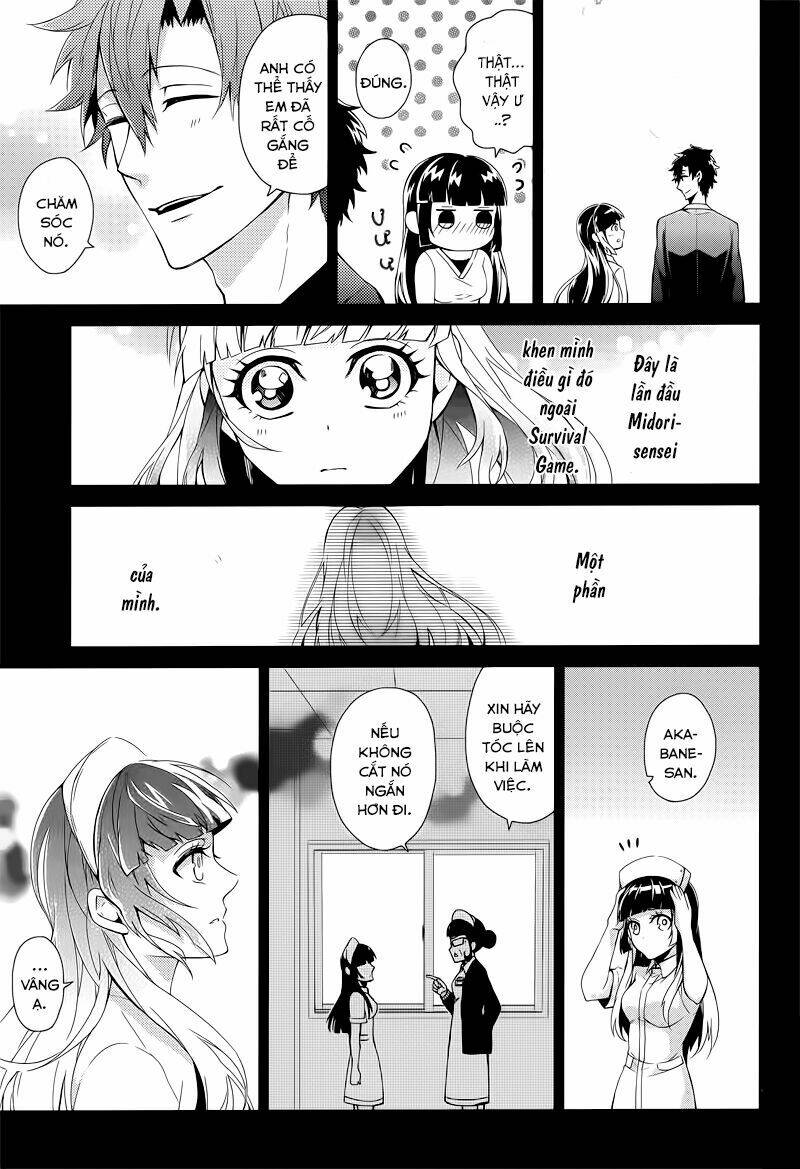 THẬT...
THẬT
VẬY Ư
..?
ĐÚNG.
ư
ư
ư
ANH CÓ
THỂ THẤY
EM ĐÃ
RẤT CỐ
GẮNG
ĐỂ
CHĂM
SÓC
NÓ.
Đây là
lần đầu
Midori-
sensei
khen mình
điều gì đó
ngoài
Survival
Game.
Một
phần
của
mình.
AKA-
BANE-
SAN.
XIN HÃY
BUỘC
TÓC LÊN
KHI LÀM
VIỆC.
NẾU
KHÔNG
CẮT NÓ
NGẮN
HƠN ĐI.
...
VÂNG
Ạ.